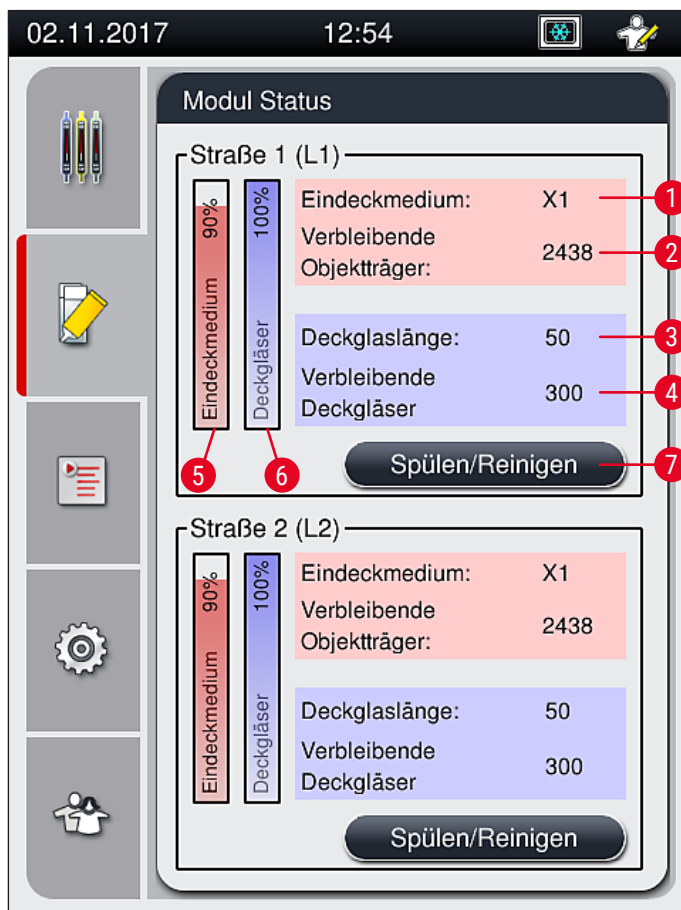 02.11.2017 12:54
Modul Status
Straße 1 (L1)
90%
Eindeckmedium
100%
Deckgläser
Eindeckmedium: X1 1
Verbleibende
Objektträger: 2438 2
Deckglaslänge: 50 3
Verbleibende
Deckgläser 300 4
5 6
Spülen/Reinigen 7
Straße 2 (L2)
90%
Eindeckmedium
100%
Deckgläser
Eindeckmedium: X1
Verbleibende
Objektträger: 2438
Deckglaslänge: 50
Verbleibende
Deckgläser 300
Spülen/Reinigen